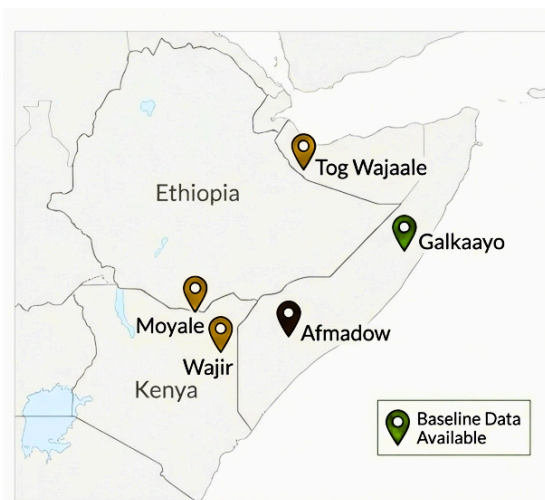 Tog Wajaale
Ethiopia
Galkaayo
Moyale
Afmadow
Wajir
Kenya
Baseline Data
Available